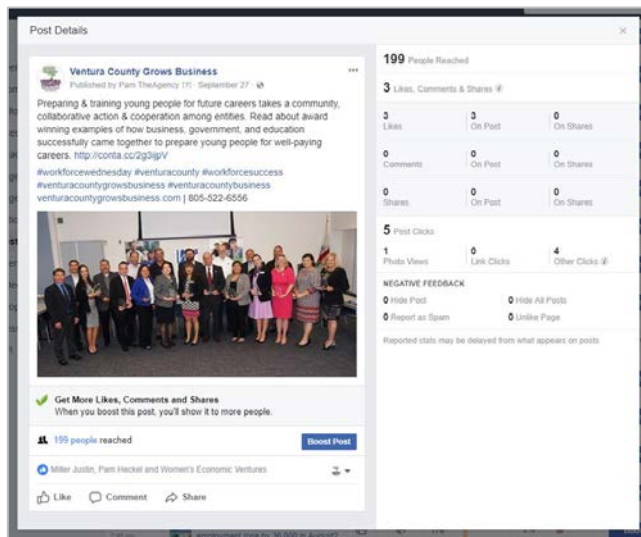 Post Details
Ventura County Grows Business
Published by Pam TheAgency [?] · September 27 ·
Preparing & training young people for future careers takes a community,
collaborative action & cooperation among entities. Read about award
winning examples of how business, government, and education
successfully came together to prepare young people for well-paying
careers. http://conta.cc/2g3ijpV
#workforcewednesday #venturacounty #workforcesuccess
#venturacountygrowsbusiness #venturacountybusiness
venturacountygrowsbusiness.com | 805-522-6556
Get More Likes, Comments and Shares
When you boost this post, you'll show it to more people.
199 people reached
Boost Post
Miller Justin, Pam Heckel and Women's Economic Ventures
Like Comment Share
199 People Reached
3 Likes, Comments & Shares
3 3 0
Likes On Post On Shares
0 0 0
Comments On Post On Shares
0 0 0
Shares On Post On Shares
5 Post Clicks
1 0 4
Photo Views Link Clicks Other Clicks
NEGATIVE FEEDBACK
0 Hide Post 0 Hide All Posts
0 Report as Spam 0 Unlike Page
Reported stats may be delayed from what appears on posts